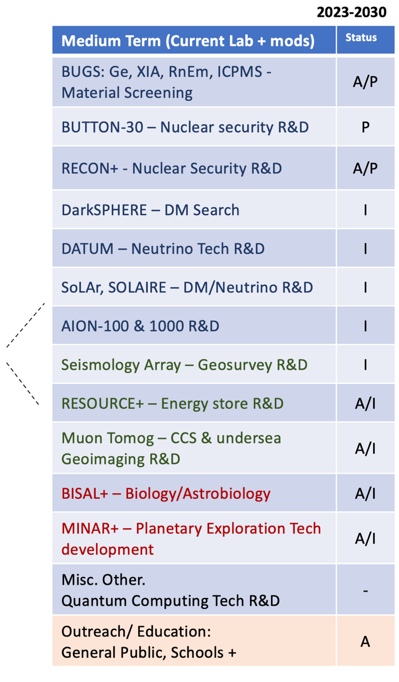 2023-2030
Medium Term (Current Lab + mods) Status
BUGS: Ge, XIA, RnEm, ICPMS -
Material Screening A/P
BUTTON-30 – Nuclear security R&D P
RECON+ - Nuclear Security R&D A/P
DarkSPHERE – DM Search I
DATUM – Neutrino Tech R&D I
SoLAr, SOLAIRE – DM/Neutrino R&D I
AION-100 & 1000 R&D I
Seismology Array – Geosurvey R&D I
RESOURCE+ – Energy store R&D A/I
Muon Tomog – CCS & undersea
Geoimaging R&D A/I
BISAL+ – Biology/Astrobiology A/I
MINAR+ – Planetary Exploration Tech
development A/I
Misc. Other.
Quantum Computing Tech R&D -
Outreach/ Education:
General Public, Schools + A